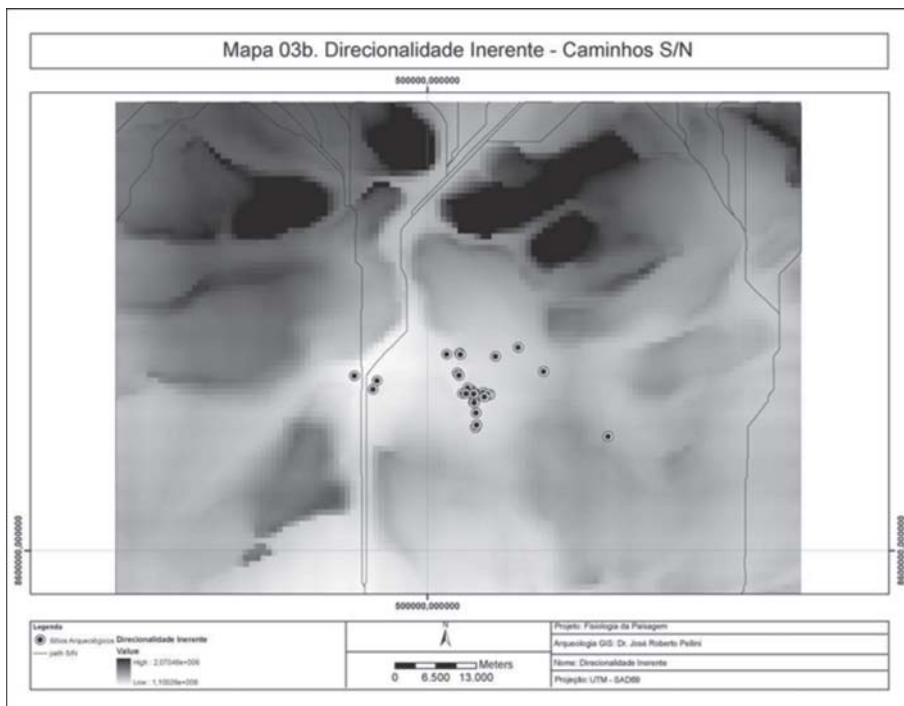 Mapa 03b. Direcionalidade Inerente - Caminhos S/N
500000,000000
8600000,000000
8600000,000000
500000,000000
Legenda
Sítios Arqueológicos
path S/N
Direcionalidade Inerente
Value
High : 2,07046e+006
Low : 1,10026e+006
N
Meters
0 6.500 13.000
Projeto: Fisiologia da Paisagem
Arqueologia GIS: Dr. José Roberto Pellini
Nome: Direcionalidade Inerente
Projeção: UTM - SAD69